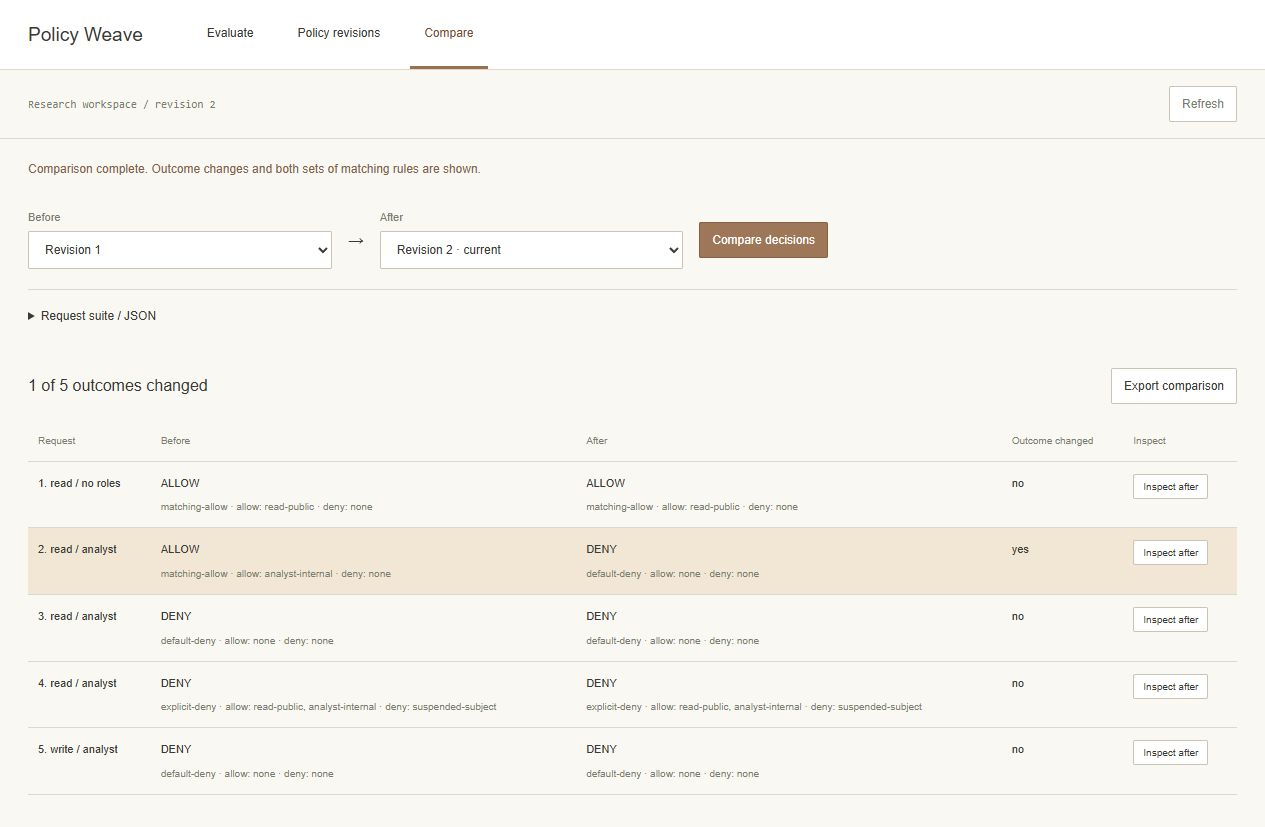 Policy Weave
Evaluate
Policy revisions
Compare
Research workspace / revision 2
Refresh
Comparison complete. Outcome changes and both sets of matching rules are shown.
Before
After
Revision 1
→
Revision 2 · current
Compare decisions
Request suite / JSON
1 of 5 outcomes changed
Export comparison
Request
Before
After
Outcome changed
Inspect
1. read / no roles
ALLOW
matching-allow · allow: read-public · deny: none
ALLOW
matching-allow · allow: read-public · deny: none
no
Inspect after
2. read / analyst
ALLOW
matching-allow · allow: analyst-internal · deny: none
DENY
default-deny · allow: none · deny: none
yes
Inspect after
3. read / analyst
DENY
default-deny · allow: none · deny: none
DENY
default-deny · allow: none · deny: none
no
Inspect after
4. read / analyst
DENY
explicit-deny · allow: read-public, analyst-internal · deny: suspended-subject
DENY
explicit-deny · allow: read-public, analyst-internal · deny: suspended-subject
no
Inspect after
5. write / analyst
DENY
default-deny · allow: none · deny: none
DENY
default-deny · allow: none · deny: none
no
Inspect after